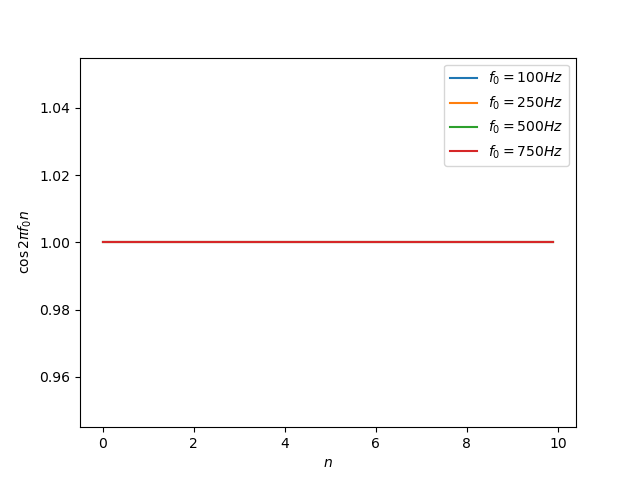 f₀ = 100Hz
f₀ = 250Hz
f₀ = 500Hz
f₀ = 750Hz
1.04
1.02
1.00
0.98
0.96
cos 2πf₀n
0 2 4 6 8 10
n